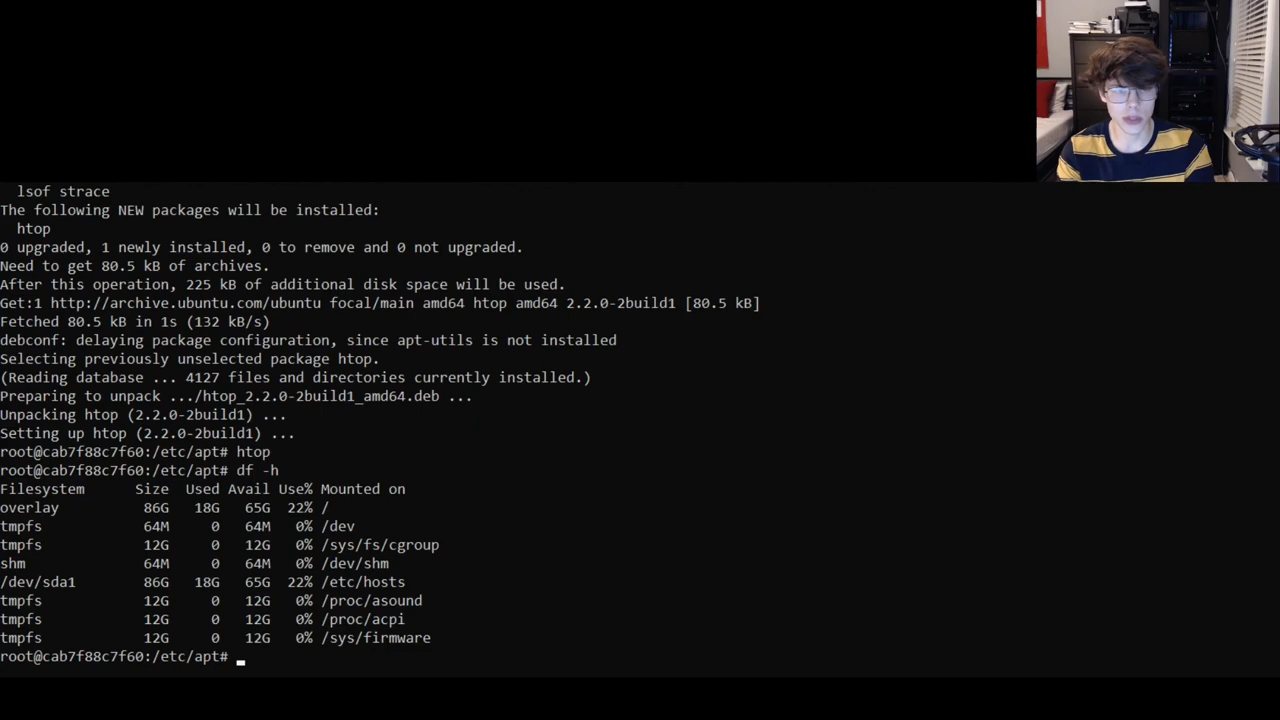 lsof strace
The following NEW packages will be installed:
htop
0 upgraded, 1 newly installed, 0 to remove and 0 not upgraded.
Need to get 80.5 kB of archives.
After this operation, 225 kB of additional disk space will be used.
Get:1 http://archive.ubuntu.com/ubuntu focal/main amd64 htop amd64 2.2.0-2build1 [80.5 kB]
Fetched 80.5 kB in 1s (132 kB/s)
debconf: delaying package configuration, since apt-utils is not installed
Selecting previously unselected package htop.
(Reading database ... 4127 files and directories currently installed.)
Preparing to unpack .../htop_2.2.0-2build1_amd64.deb ...
Unpacking htop (2.2.0-2build1) ...
Setting up htop (2.2.0-2build1) ...
root@cab7f88c7f60:/etc/apt# htop
root@cab7f88c7f60:/etc/apt# df -h
Filesystem Size Used Avail Use% Mounted on
overlay 86G 18G 65G 22% /
tmpfs 64M 0 64M 0% /dev
tmpfs 12G 0 12G 0% /sys/fs/cgroup
shm 64M 0 64M 0% /dev/shm
/dev/sda1 86G 18G 65G 22% /etc/hosts
tmpfs 12G 0 12G 0% /proc/asound
tmpfs 12G 0 12G 0% /proc/acpi
tmpfs 12G 0 12G 0% /sys/firmware
root@cab7f88c7f60:/etc/apt#